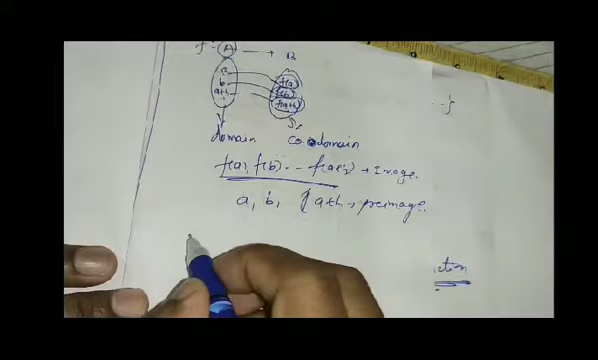 f: A → B
a f(a)
b f(b)
a+h f(a+h)
domain co domain
f(a), f(b) --- f(a+h) → Image.
a, b, a+h → preimage.
ction